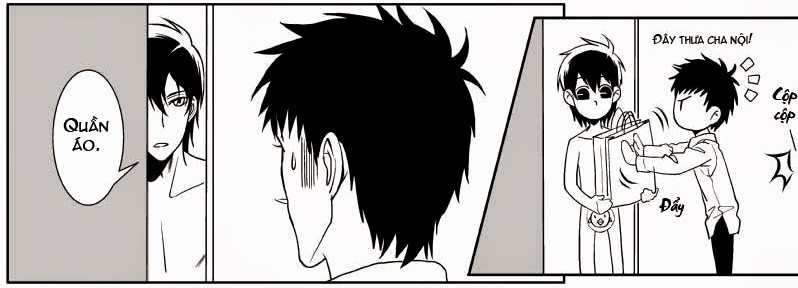 Quần
áo.
Đây thưa cha nội!
Cộp
cộp
Đẩy